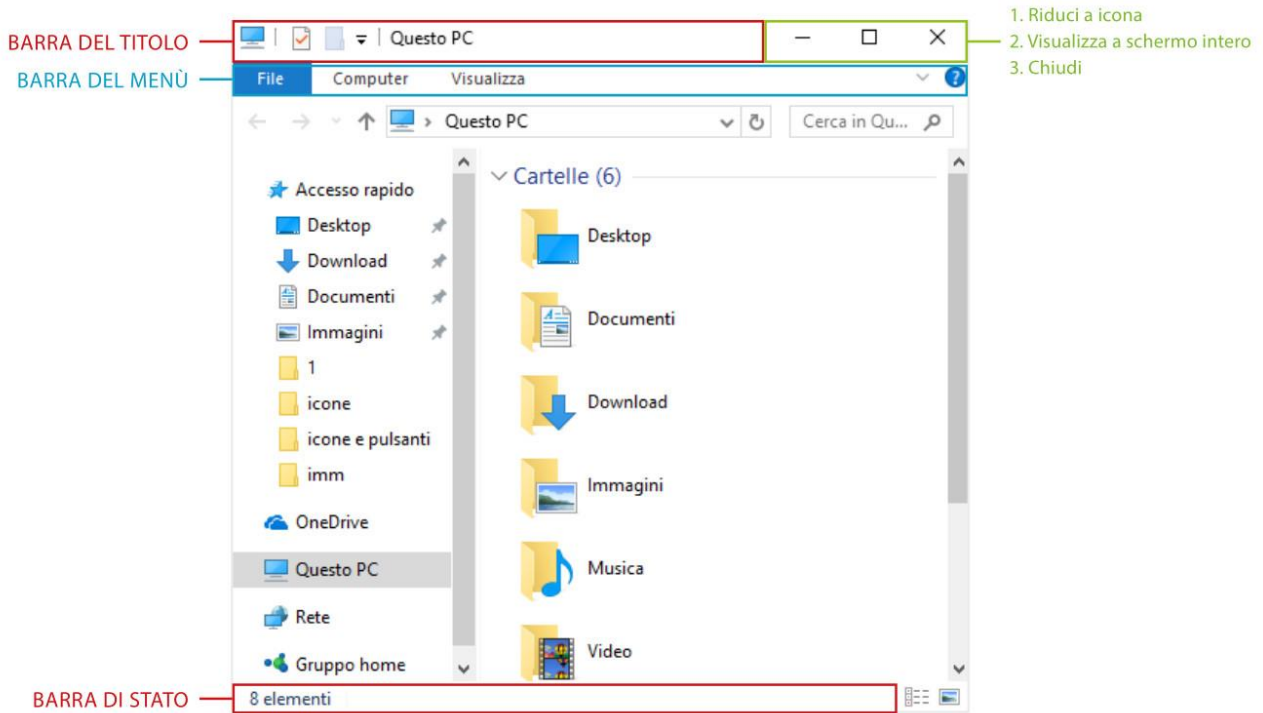 BARRA DEL TITOLO
Questo PC
1. Riduci a icona
2. Visualizza a schermo intero
3. Chiudi
BARRA DEL MENÙ
File Computer Visualizza
Questo PC
Cerca in Qu...
Accesso rapido
Desktop
Download
Documenti
Immagini
1
icone
icone e pulsanti
imm
OneDrive
Questo PC
Rete
Gruppo home
Cartelle (6)
Desktop
Documenti
Download
Immagini
Musica
Video
BARRA DI STATO
8 elementi